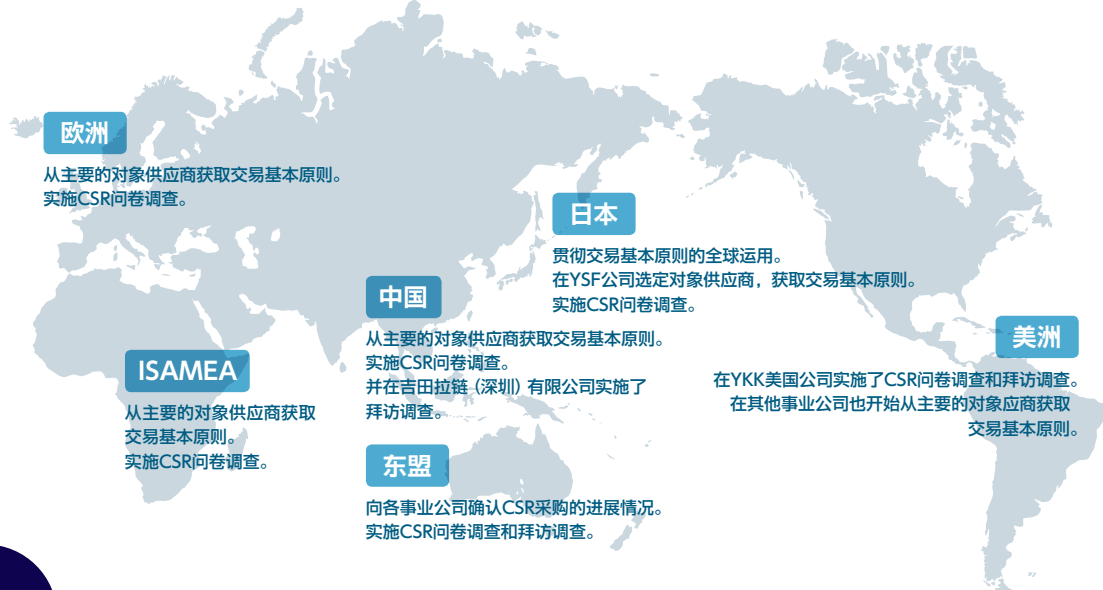 欧洲
从主要的对象供应商获取交易基本原则。
实施CSR问卷调查。
日本
贯彻交易基本原则的全球运用。
在YSF公司选定对象供应商，获取交易基本原则。
实施CSR问卷调查。
中国
从主要的对象供应商获取交易基本原则。
实施CSR问卷调查。
并在吉田拉链（深圳）有限公司实施了
拜访调查。
美洲
在YKK美国公司实施了CSR问卷调查和拜访调查。
在其他事业公司也开始从主要的对象应商获取
交易基本原则。
ISAMEA
从主要的对象供应商获取
交易基本原则。
实施CSR问卷调查。
东盟
向各事业公司确认CSR采购的进展情况。
实施CSR问卷调查和拜访调查。